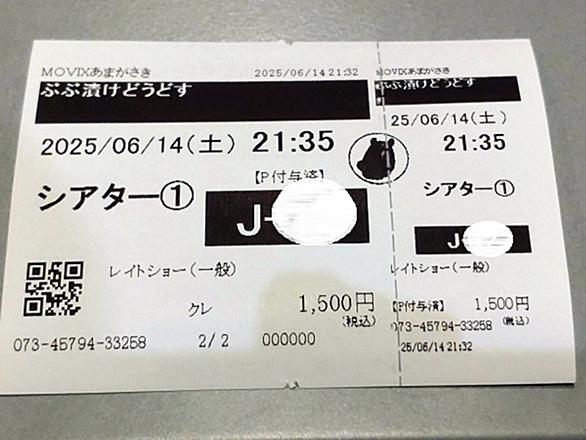 MOVIXあまがさき 2025/06/14 21:32
ぶぶ漬けどうどす
2025/06/14(土) 21:35
【P付与済】
シアター①
J-
レイトショー(一般)
クレ 1,500円
(税込)
073-45794-33258 2/2 000000
MOVIXあまがさき
ぶぶ漬けどうどす
25/06/14(土)
21:35
シアター①
J-
レイトショー(一般)
【P付与済】 1,500円
073-45794-33258 (税込)
25/06/14 21:32